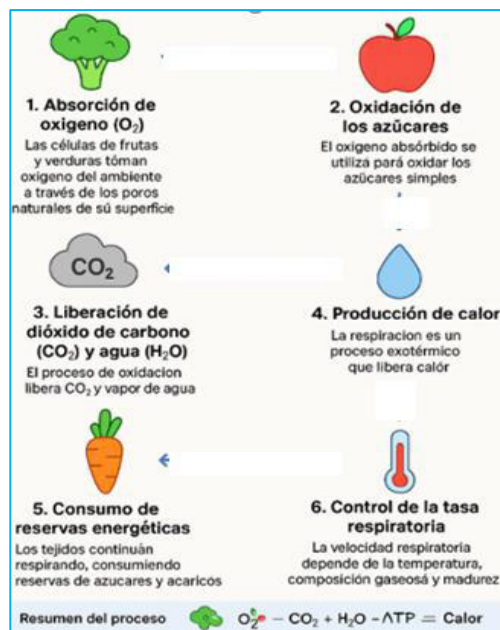 1. Absorción de
oxigeno (O₂)
Las células de frutas
y verduras tóman
oxigeno del ambiente
a través de los poros
naturales de sú superficie
2. Oxidación de
los azúcares
El oxigeno absórbido se
utiliza pará oxidar los
azúcares simples
CO₂
3. Liberación de
dióxido de carbono
(CO₂) y agua (H₂O)
El proceso de oxidacion
libera CO₂ y vapor de agua
4. Producción de calor
La respiracion es un
proceso exotérmico
que libera calór
5. Consumo de
reservas energéticas
Los tejidos continuán
respirando, consumiendo
reservas de azucares y acaricós
6. Control de la tasa
respiratoria
La velocidad respiratoria
depende de la temperatura,
composición gaseosá y madurez
Resumen del proceso O₂ – CO₂ + H₂O - ΛTP = Calor